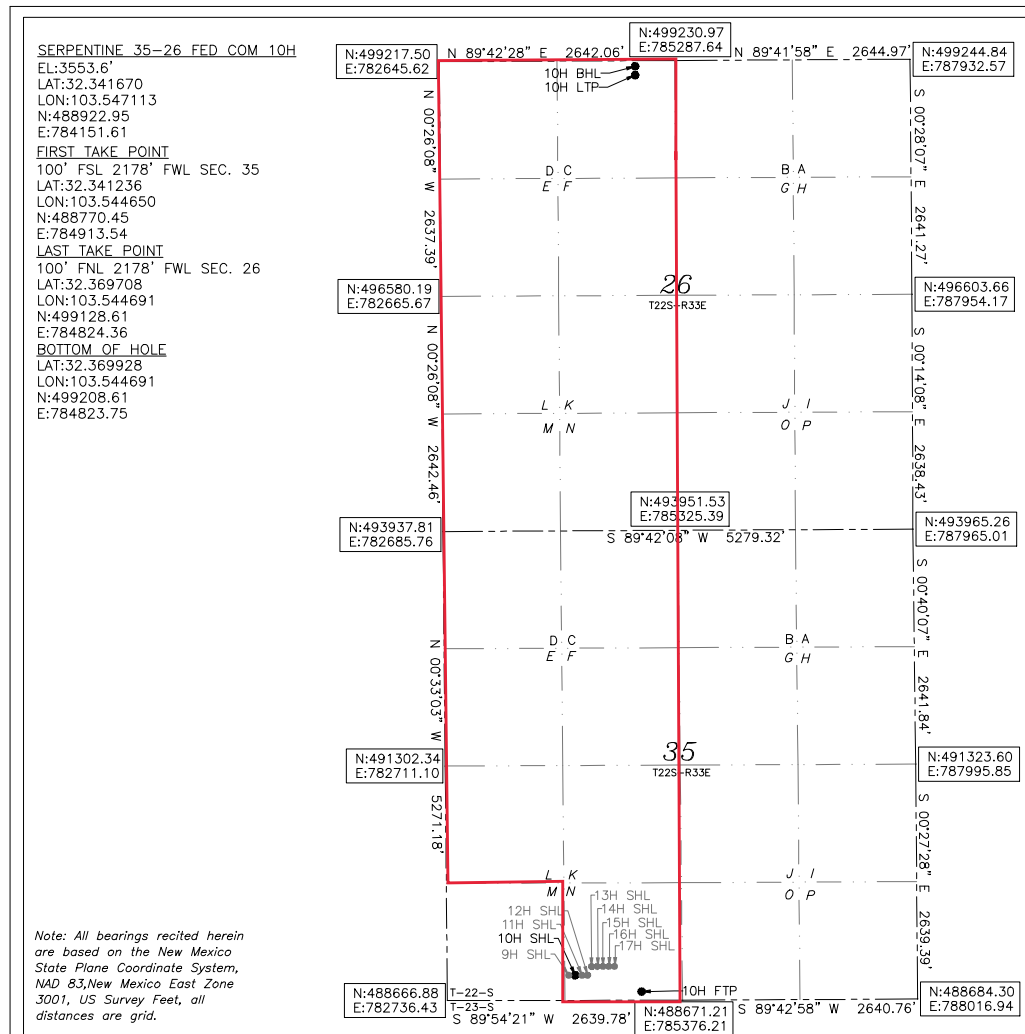 SERPENTINE 35-26 FED COM 10H
EL:3553.6'
LAT:32.341670
LON:103.547113
N:488922.95
E:784151.61
FIRST TAKE POINT
100' FSL 2178' FWL SEC. 35
LAT:32.341236
LON:103.544650
N:488770.45
E:784913.54
LAST TAKE POINT
100' FNL 2178' FWL SEC. 26
LAT:32.369708
LON:103.544691
N:499128.61
E:784824.36
BOTTOM OF HOLE
LAT:32.369928
LON:103.544691
N:499208.61
E:784823.75
Note: All bearings recited herein
are based on the New Mexico
State Plane Coordinate System,
NAD 83,New Mexico East Zone
3001, US Survey Feet, all
distances are grid.
N:499217.50
E:782645.62
N 89°42'28" E 2642.06'
N:499230.97
E:785287.64
N 89°41'58" E 2644.97'
N:499244.84
E:787932.57
10H BHL
10H LTP
N 00°26'08" W 2637.39'
S 00°28'07" E 2641.27'
D C
E F
B A
G H
N:496580.19
E:782665.67
26
T22S-R33E
N:496603.66
E:787954.17
N 00°26'08" W 2642.46'
S 00°14'08" E 2638.43'
L K
M N
J I
O P
N:493937.81
E:782685.76
N:493951.53
E:785325.39
S 89°42'08" W 5279.32'
N:493965.26
E:787965.01
N 00°33'03" W 5271.18'
S 00°40'07" E 2641.84'
D C
E F
B A
G H
N:491302.34
E:782711.10
35
T22S-R33E
N:491323.60
E:787995.85
S 00°27'28" E 2639.39'
L K
M N
J I
O P
13H SHL
14H SHL
15H SHL
16H SHL
17H SHL
12H SHL
11H SHL
10H SHL
9H SHL
10H FTP
N:488666.88
E:782736.43
T-22-S
T-23-S
S 89°54'21" W 2639.78'
N:488671.21
E:785376.21
S 89°42'58" W 2640.76'
N:488684.30
E:788016.94